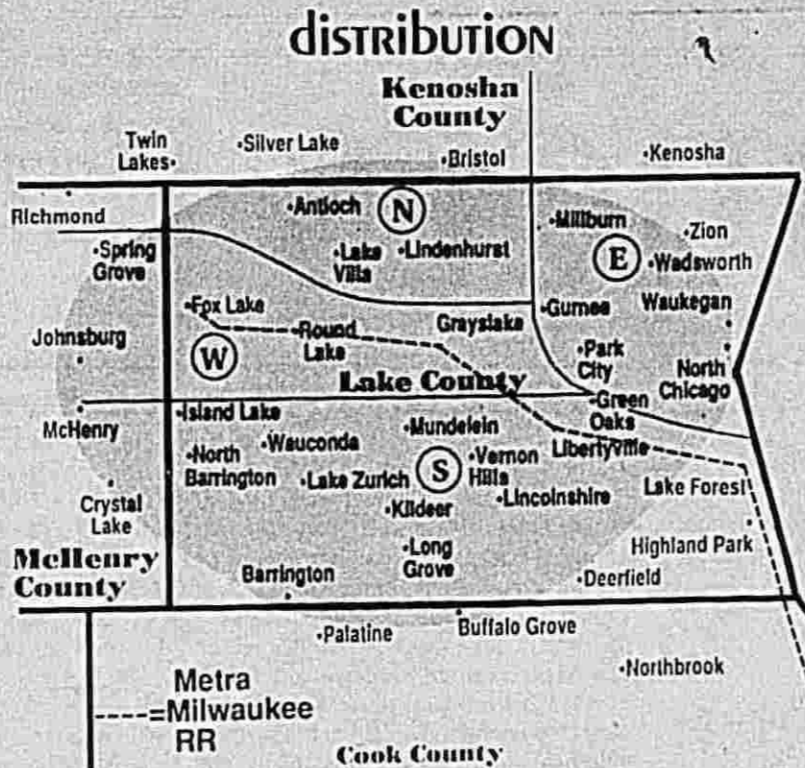 distribution
Kenosha
County
Twin
Lakes
Silver Lake
Bristol
Kenosha
Richmond
Antioch
N
Millburn
Zion
Spring
Grove
Lake
Villa
Lindenhurst
E
Wadsworth
Fox Lake
Gurnee
Waukegan
Johnsburg
Round
Lake
Grayslake
W
Park
City
North
Chicago
Lake County
Green
Oaks
McHenry
Island Lake
Mundelein
North
Barrington
Wauconda
Vernon
Hills
Libertyville
Lake Zurich
S
Lincolnshire
Lake Forest
Crystal
Lake
Kildeer
Highland Park
McHenry
County
Barrington
Long
Grove
Deerfield
Palatine
Buffalo Grove
Northbrook
Metra
----=Milwaukee
RR
Cook County